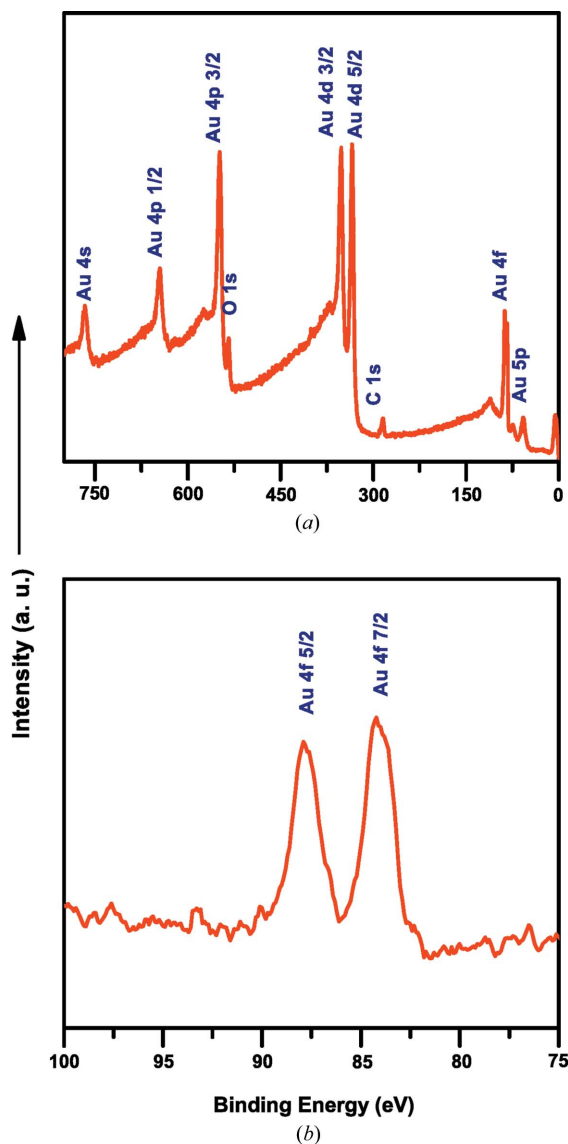 Au 4s
Au 4p 1/2
Au 4p 3/2
O 1s
Au 4d 3/2
Au 4d 5/2
C 1s
Au 4f
Au 5p
750 600 450 300 150 0
(a)
Intensity (a. u.)
Au 4f 5/2
Au 4f 7/2
100 95 90 85 80 75
Binding Energy (eV)
(b)